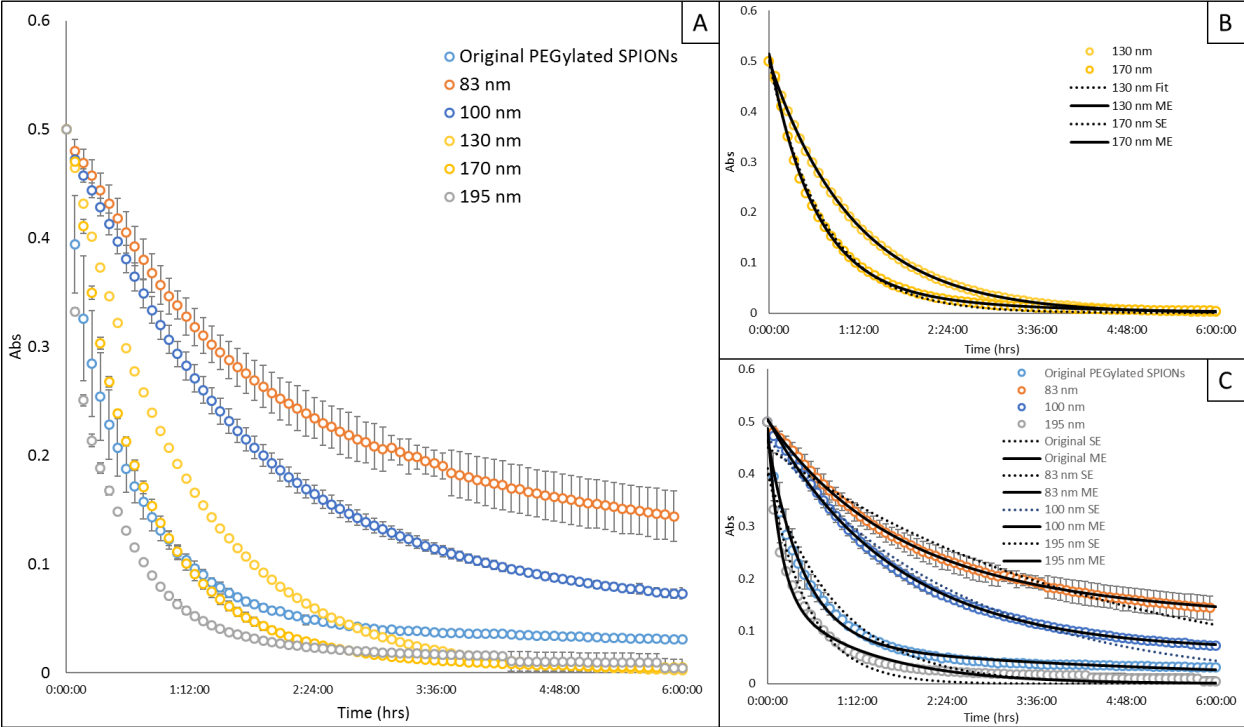 A
0.6
0.5
0.4
0.3
0.2
0.1
0
Abs
0:00:00
1:12:00
2:24:00
3:36:00
4:48:00
6:00:00
Time (hrs)
Original PEGylated SPIONs
83 nm
100 nm
130 nm
170 nm
195 nm
B
0.6
0.5
0.4
0.3
0.2
0.1
0
Abs
0:00:00
1:12:00
2:24:00
3:36:00
4:48:00
6:00:00
Time (hrs)
130 nm
170 nm
130 nm Fit
130 nm ME
170 nm SE
170 nm ME
C
0.6
0.5
0.4
0.3
0.2
0.1
0
Abs
0:00:00
1:12:00
2:24:00
3:36:00
4:48:00
6:00:00
Time (hrs)
Original PEGylated SPIONs
83 nm
100 nm
195 nm
Original SE
Original ME
83 nm SE
83 nm ME
100 nm SE
100 nm ME
195 nm SE
195 nm ME